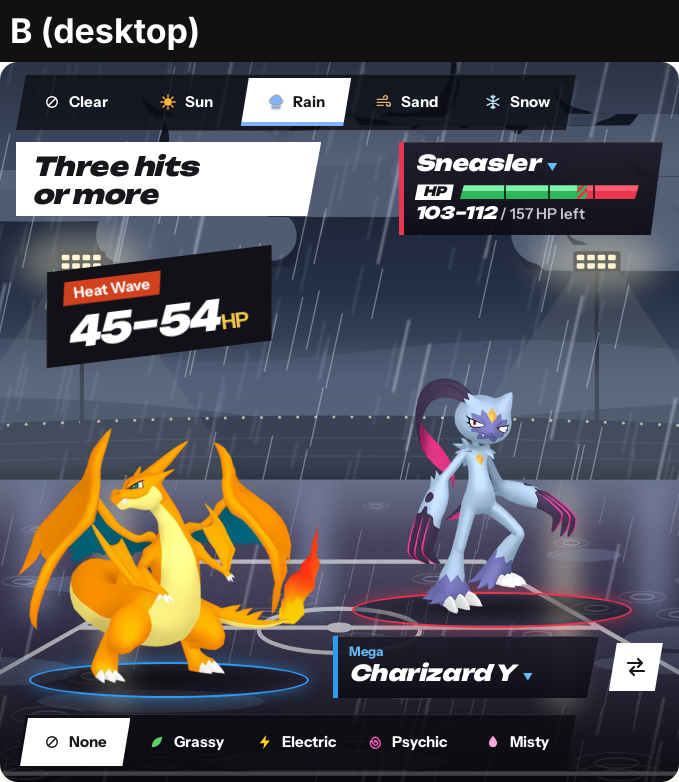 B (desktop)
Clear Sun Rain Sand Snow
Three hits
or more
Sneasler
HP
103–112 / 157 HP left
Heat Wave
45–54HP
Mega
Charizard Y
None Grassy Electric Psychic Misty